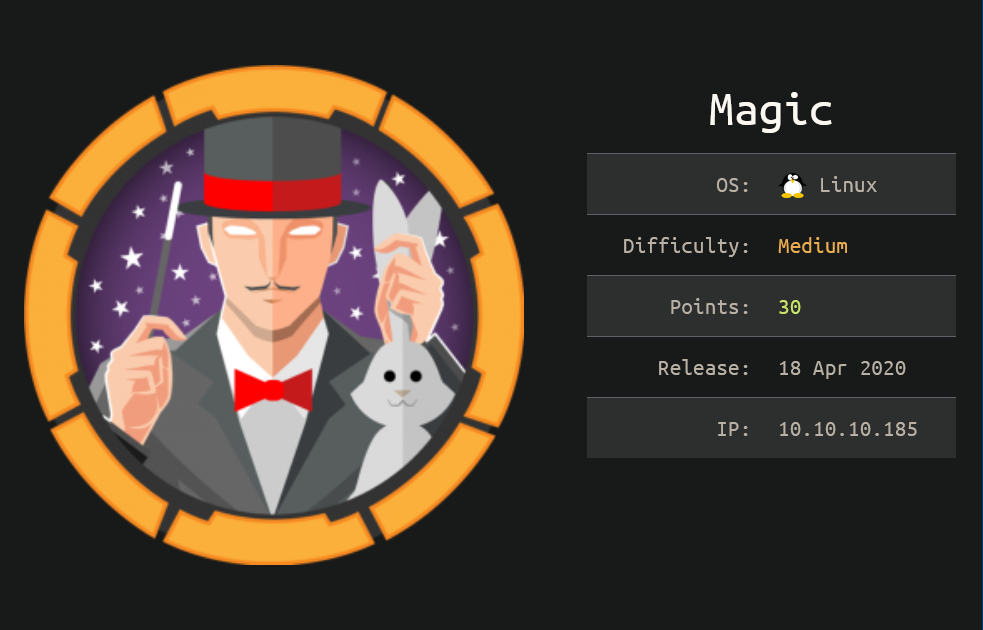 Magic
OS: Linux
Difficulty: Medium
Points: 30
Release: 18 Apr 2020
IP: 10.10.10.185